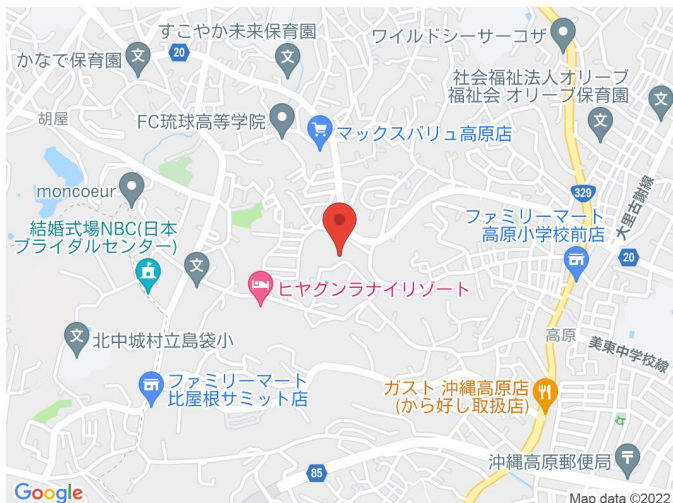 すこやか未来保育園
ワイルドシーサーコザ
20
かなで保育園
文
文
社会福祉法人オリーブ
福祉会 オリーブ保育園
文
文
胡屋
FC琉球高等学院
マックスバリュ高原店
moncoeur
329
大里古謝線
結婚式場NBC(日本
ブライダルセンター)
ファミリーマート
高原小学校前店
文
20
ヒヤグンラナイリゾート
文
北中城村立島袋小
高原
美東中学校線
ファミリーマート
比屋根サミット店
ガスト 沖縄高原店
(から好し取扱店)
文
85
沖縄高原郵便局
Google
Map data ©2022